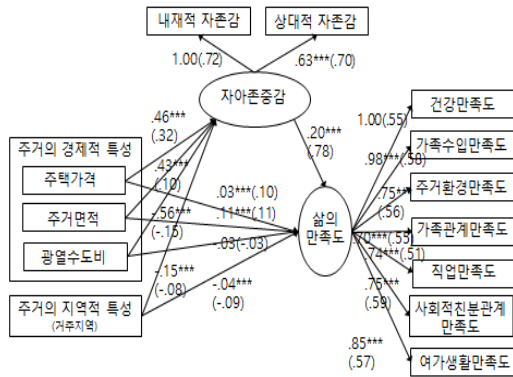 내재적 자존감
상대적 자존감
1.00(.72)
.63***(.70)
자아존중감
.46***
(.32)
.43***
(.10)
-.56***
(-.15)
-.15***
(-.08)
.20***
(.78)
주거의 경제적 특성
주택가격
주거면적
광열수도비
주거의 지역적 특성
(거주지역)
.03***(.10)
.11***(.11)
-.03(-.03)
-.04***
(-.09)
삶의
만족도
1.00(.55)
.98***(.58)
.75***
(.56)
.70***(.55)
.74***(.51)
.75***
(.59)
.85***
(.57)
건강만족도
가족수입만족도
주거환경만족도
가족관계만족도
직업만족도
사회적친분관계
만족도
여가생활만족도